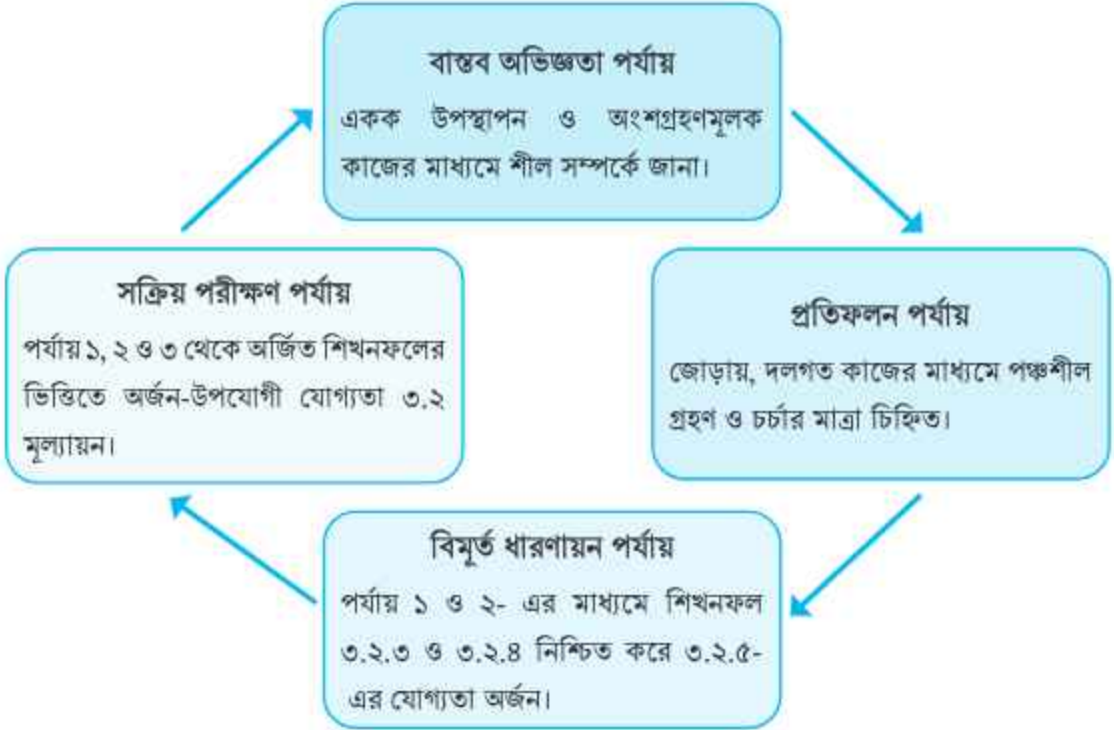 বাস্তব অভিজ্ঞতা পর্যায়
একক উপস্থাপন ও অংশগ্রহণমূলক
কাজের মাধ্যমে শীল সম্পর্কে জানা।
প্রতিফলন পর্যায়
জোড়ায়, দলগত কাজের মাধ্যমে পঞ্চশীল
গ্রহণ ও চর্চার মাত্রা চিহ্নিত।
বিমূর্ত ধারণায়ন পর্যায়
পর্যায় ১ ও ২- এর মাধ্যমে শিখনফল
৩.২.৩ ও ৩.২.৪ নিশ্চিত করে ৩.২.৫-
এর যোগ্যতা অর্জন।
সক্রিয় পরীক্ষণ পর্যায়
পর্যায় ১, ২ ও ৩ থেকে অর্জিত শিখনফলের
ভিত্তিতে অর্জন-উপযোগী যোগ্যতা ৩.২
মূল্যায়ন।